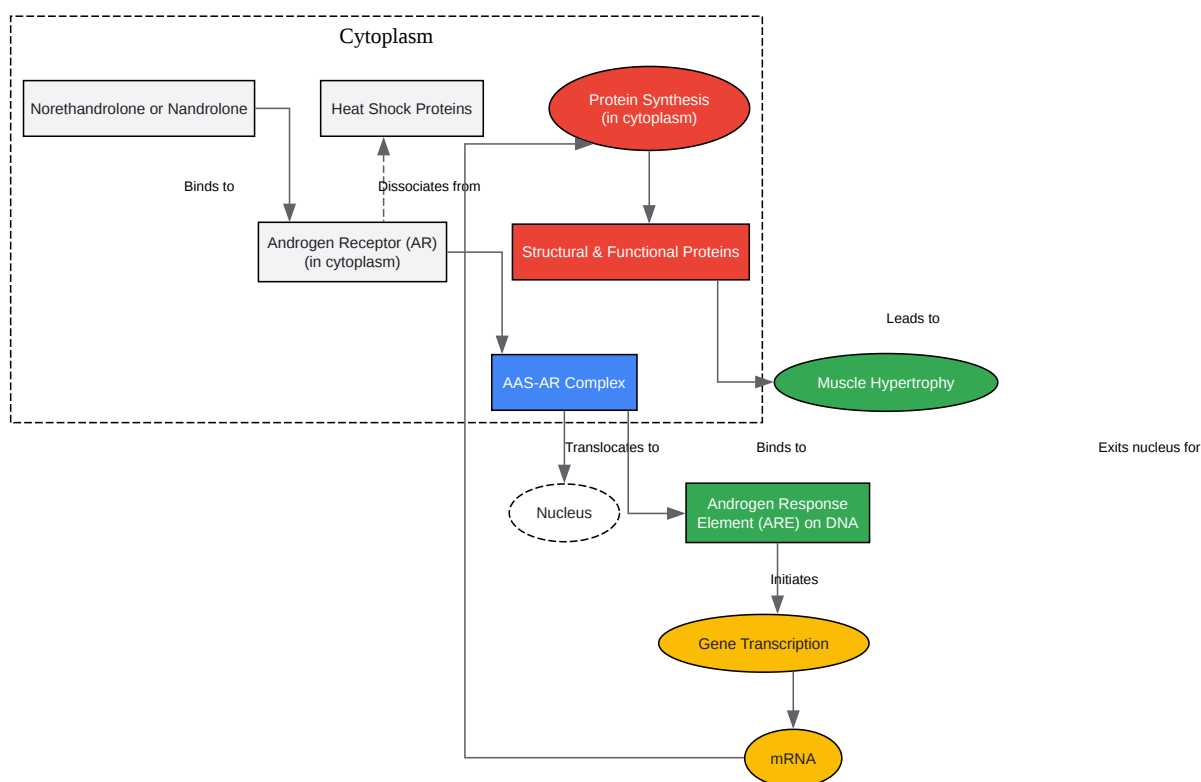 Cytoplasm
Norethandrolone or Nandrolone
Heat Shock Proteins
Protein Synthesis
(in cytoplasm)
Binds to
Dissociates from
Androgen Receptor (AR)
(in cytoplasm)
Structural & Functional Proteins
Leads to
AAS-AR Complex
Muscle Hypertrophy
Translocates to
Binds to
Exits nucleus for
Nucleus
Androgen Response
Element (ARE) on DNA
Initiates
Gene Transcription
mRNA